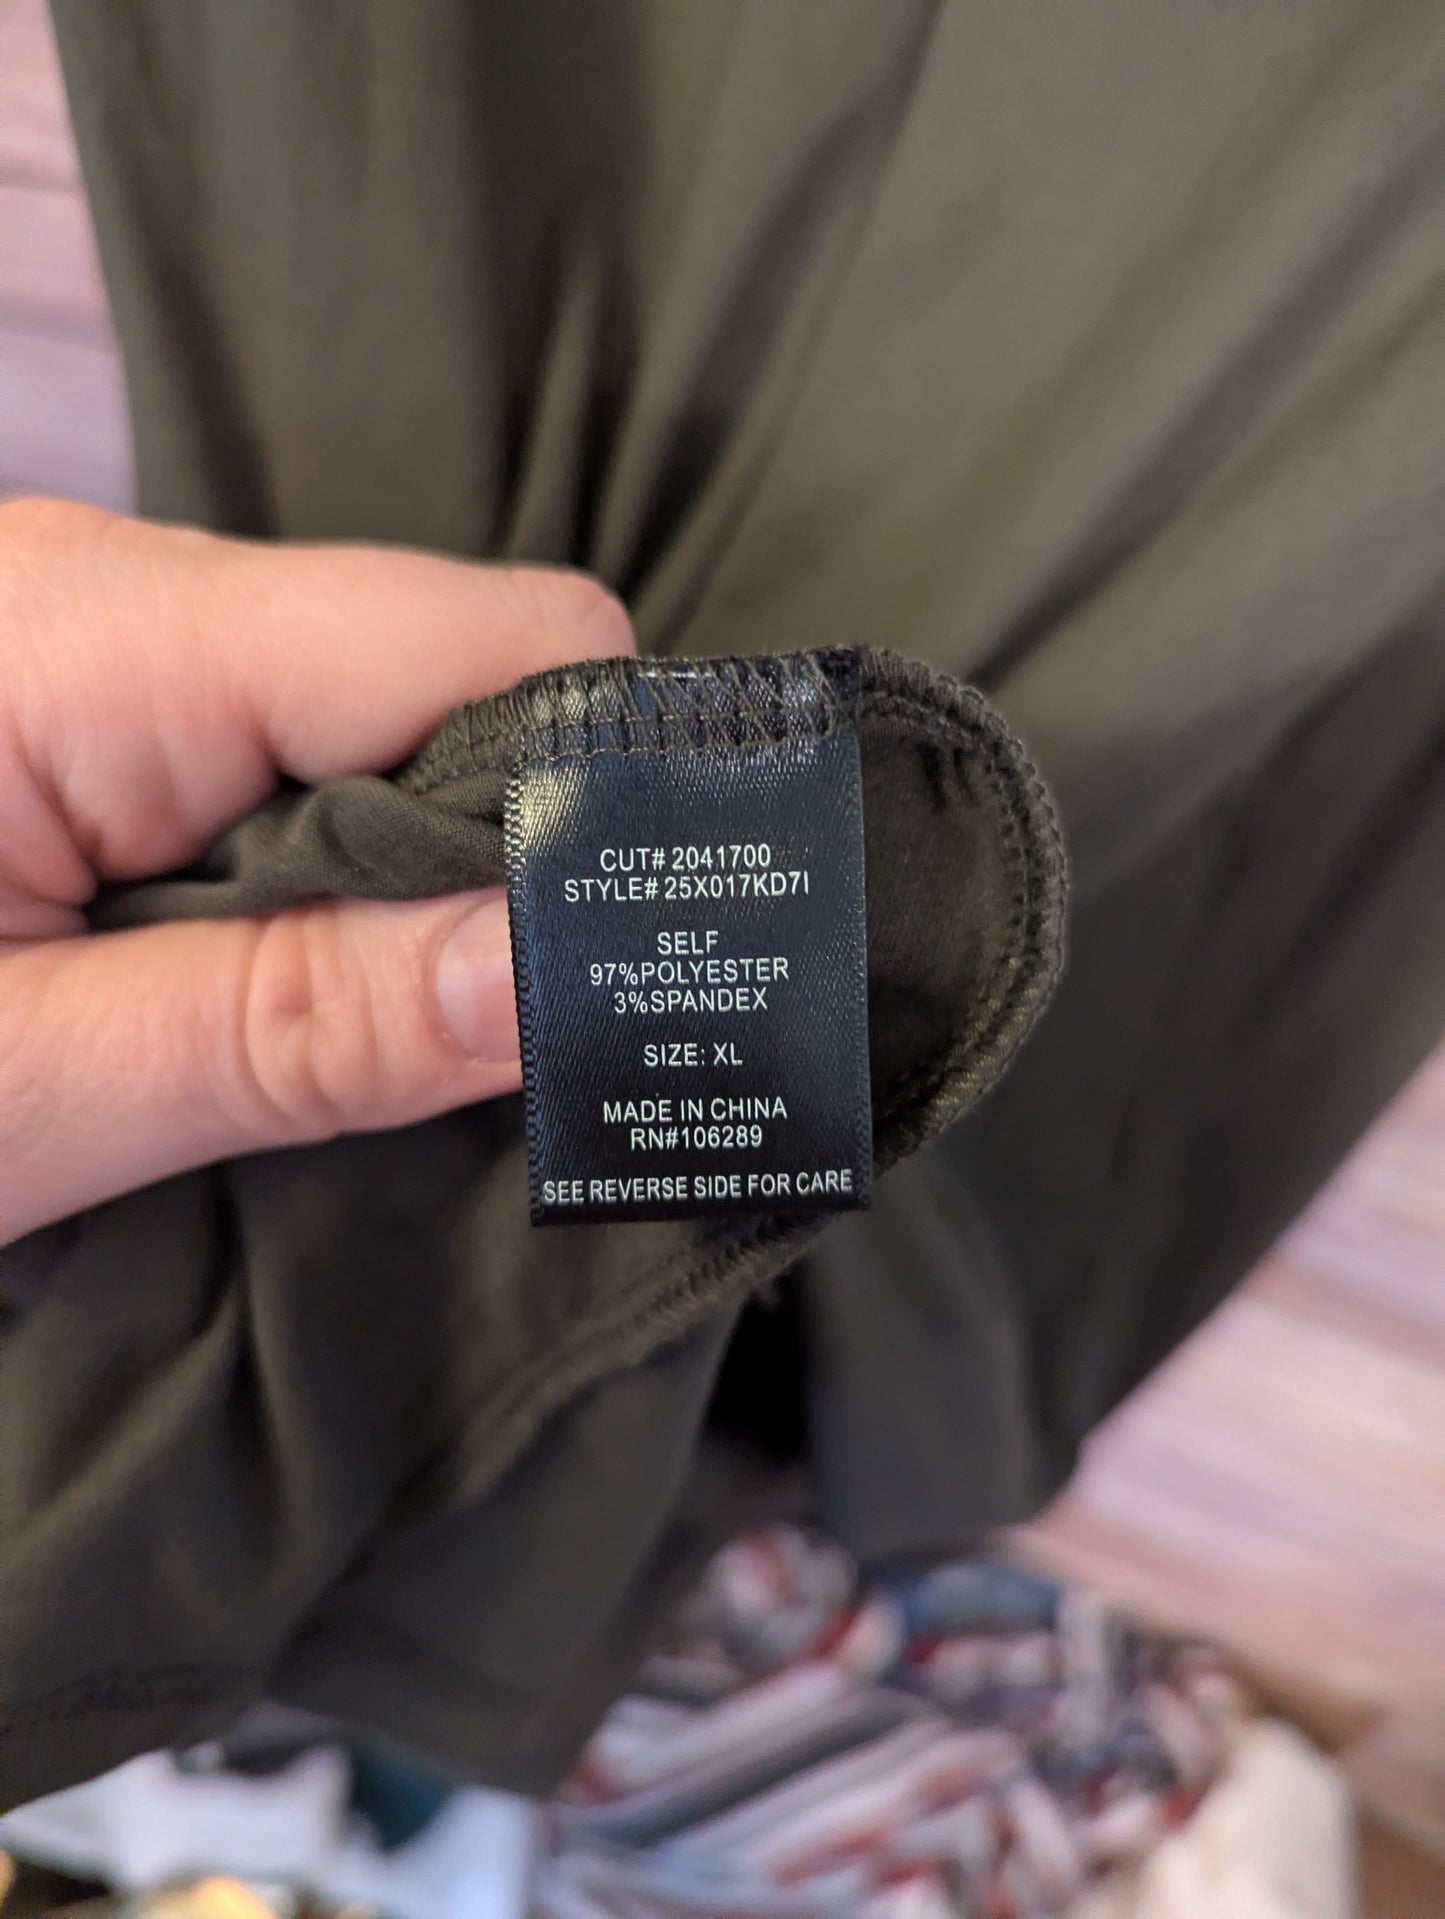 CUT# 2041700
STYLE# 25X017KD7I
SELF
97%POLYESTER
3%SPANDEX
SIZE: XL
MADE IN CHINA
RN#106289
SEE REVERSE SIDE FOR CARE